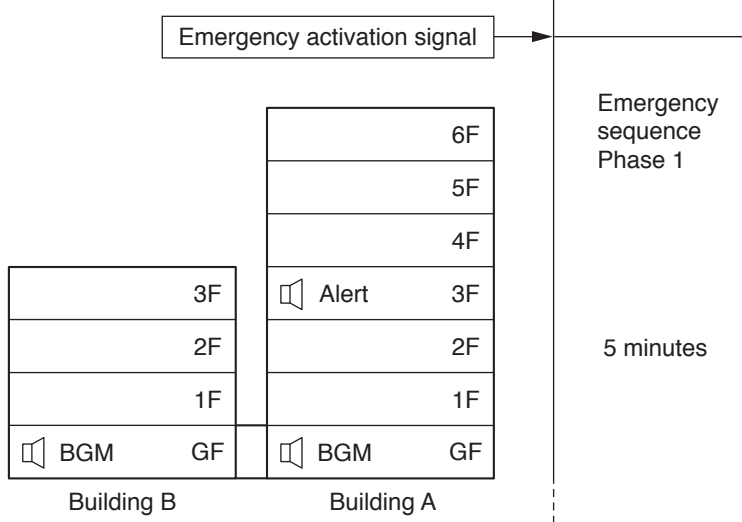 Emergency activation signal
Emergency
sequence
Phase 1
6F
5F
4F
3F
Alert 3F
2F
2F
5 minutes
1F
1F
BGM GF
BGM GF
Building B
Building A